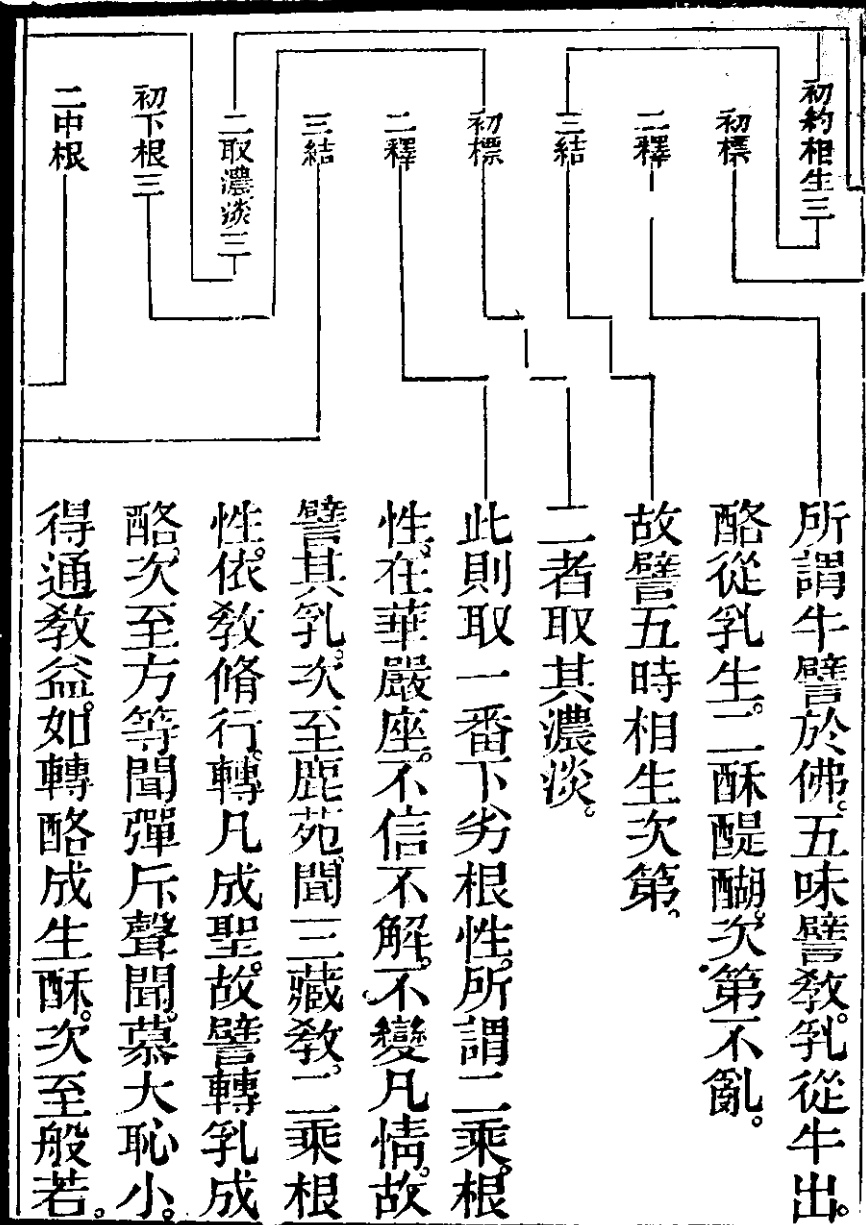 初約相生三
初標
二釋
三結
初標
二釋
三結
二取濃淡三
初下根三
二中根
所謂牛譬於佛。五味譬教。乳從牛出。
酪從乳生。二酥醍醐。次第不亂。
故譬五時相生次第。
二者取其濃淡。
此則取一番下劣根性。所謂二乘根
性。在華嚴座。不信不解。不變凡情。故
譬其乳。次至鹿苑。聞三藏教。二乘根
性。依教脩行。轉凡成聖。故譬轉乳成
酪。次至方等。聞彈斥聲聞。慕大恥小。
得通教益。如轉酪成生酥。次至般若。